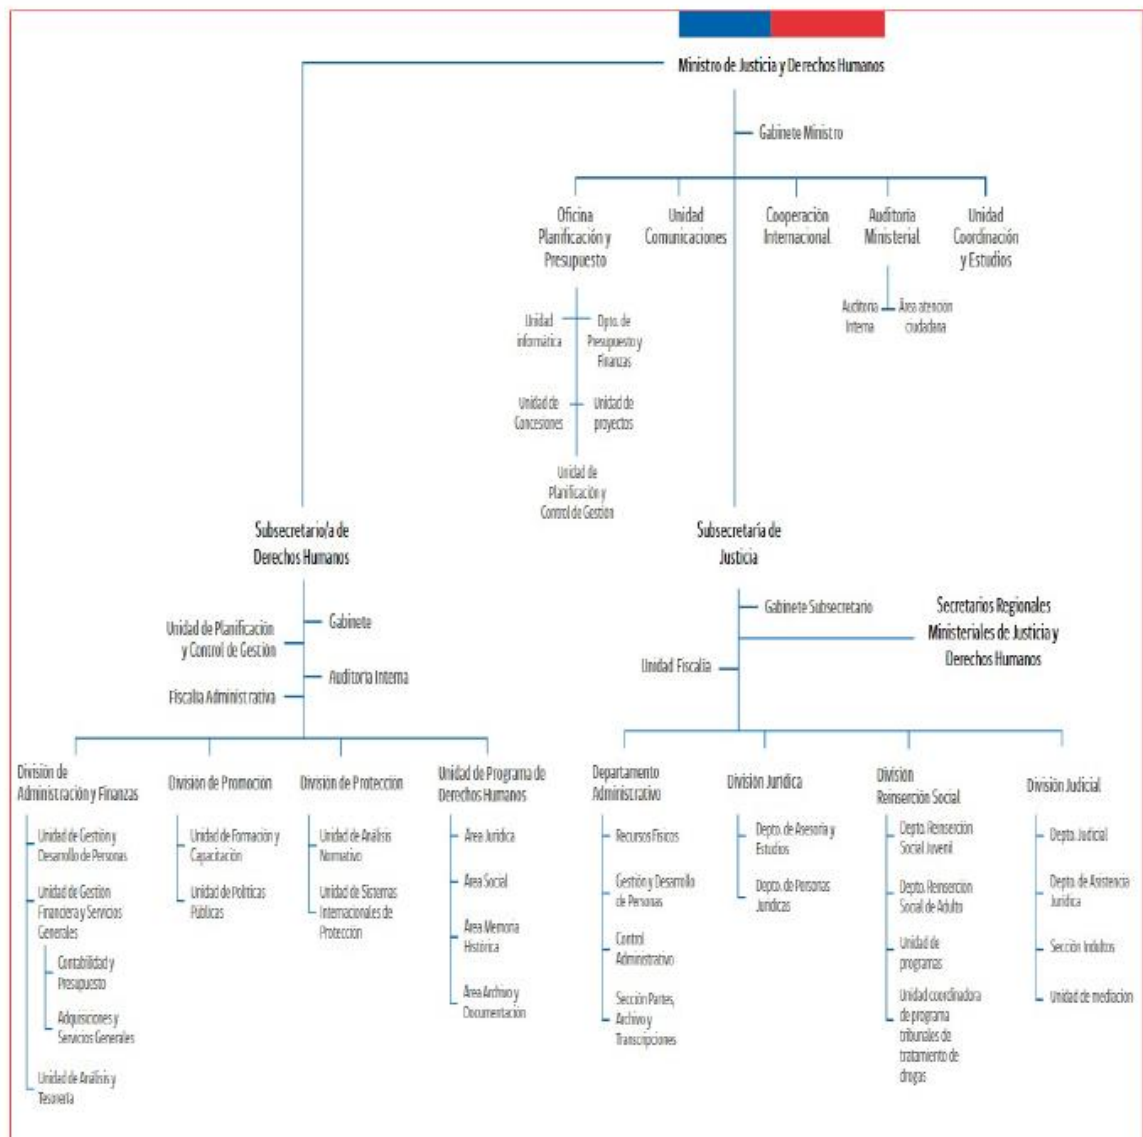 Ministro de Justicia y Derechos Humanos
Gabinete Ministro
Oficina
Planificación y
Presupuesto
Unidad
Comunicaciones
Cooperación
Internacional
Auditoria
Ministerial
Unidad
Coordinación
y Estudios
Auditoria
Interna
Área atención
ciudadana
Unidad
informática
Dpto. de
Presupuesto y
Finanzas
Unidad de
Concesiones
Unidad de
proyectos
Unidad de
Planificación y
Control de Gestión
Subsecretario/a de
Derechos Humanos
Subsecretaría de
Justicia
Gabinete
Unidad de Planificación
y Control de Gestión
Auditoria Interna
Fiscalía Administrativa
Gabinete Subsecretario
Secretarios Regionales
Ministeriales de Justicia y
Derechos Humanos
Unidad Fiscalía
División de
Administración y Finanzas
Unidad de Gestión y
Desarrollo de Personas
Unidad de Gestión
Financiera y Servicios
Generales
Contabilidad y
Presupuesto
Adquisiciones y
Servicios Generales
Unidad de Análisis y
Tesorería
División de Promoción
Unidad de Formación y
Capacitación
Unidad de Políticas
Públicas
División de Protección
Unidad de Análisis
Normativo
Unidad de Sistemas
Internacionales de
Protección
Unidad de Programa de
Derechos Humanos
Área Jurídica
Área Social
Área Memoria
Histórica
Área Archivo y
Documentación
Departamento
Administrativo
Recursos Físicos
Gestión y Desarrollo
de Personas
Control
Administrativo
Sección Partes,
Archivo y
Transcripciones
División Jurídica
Depto. de Asesoría y
Estudios
Depto. de Personas
Jurídicas
División
Reinserción Social
Depto. Reinserción
Social Juvenil
Depto. Reinserción
Social de Adulto
Unidad de
programas
Unidad coordinadora
de programa
tribunales de
tratamiento de
drogas
División Judicial
Depto. Judicial
Depto. de Asistencia
Jurídica
Sección Indultos
Unidad de mediación